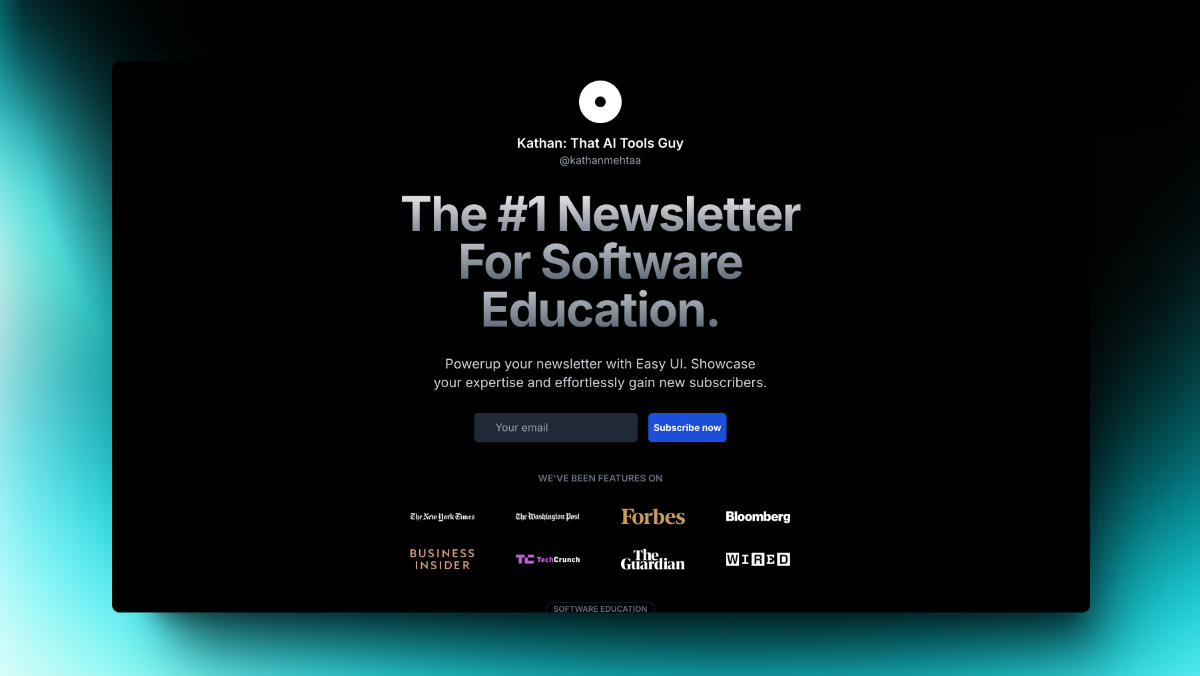 Kathan: That AI Tools Guy
@kathanmehtaa
The #1 Newsletter
For Software
Education.
Powerup your newsletter with Easy UI. Showcase
your expertise and effortlessly gain new subscribers.
Your email
Subscribe now
WE'VE BEEN FEATURES ON
The New York Times
The Washington Post
Forbes
Bloomberg
BUSINESS
INSIDER
TC TechCrunch
The
Guardian
WIRED
SOFTWARE EDUCATION